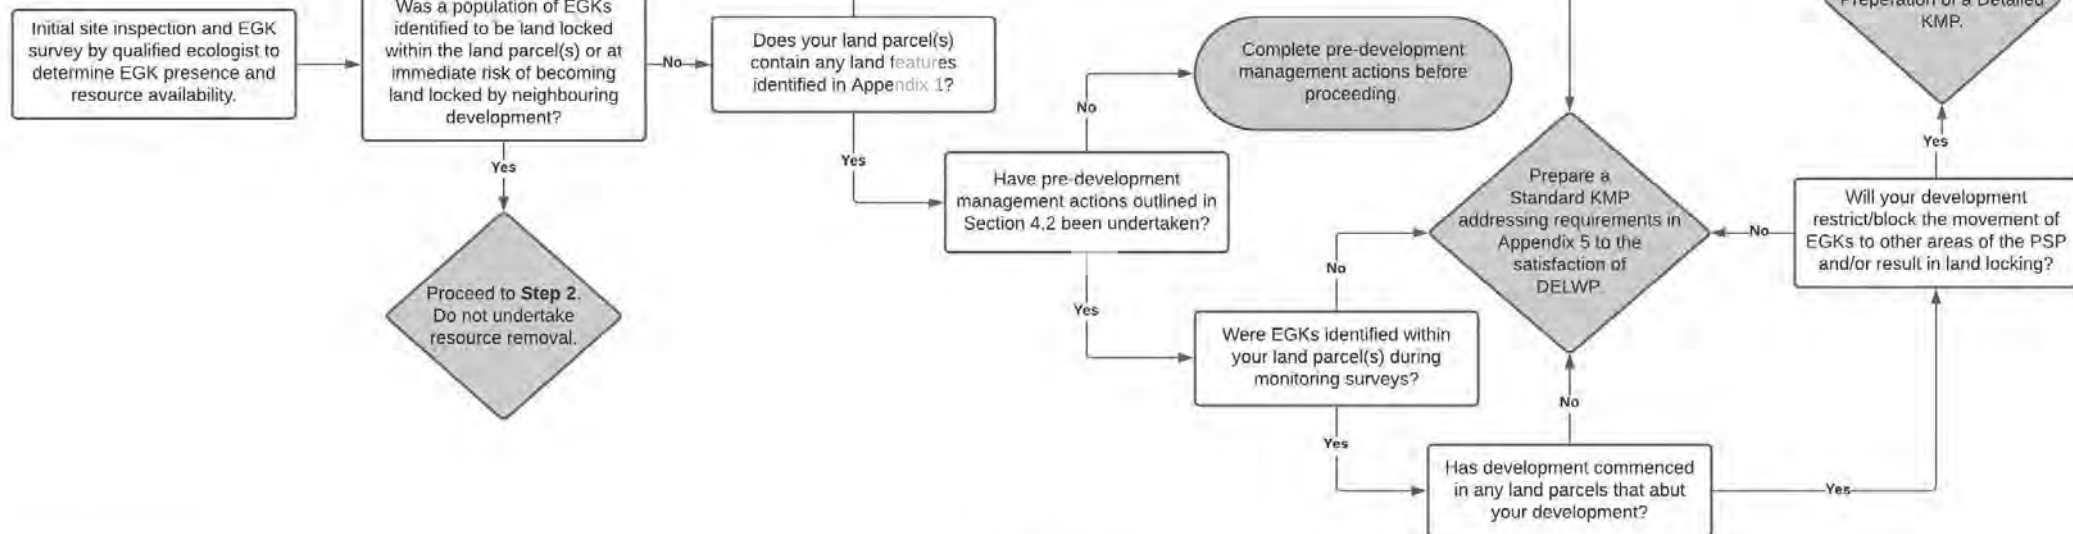 Initial site inspection and EGK
survey by qualified ecologist to
determine EGK presence and
resource availability.
Was a population of EGKs
identified to be land locked
within the land parcel(s) or at
immediate risk of becoming
land locked by neighbouring
development?
No
Yes
Proceed to Step 2.
Do not undertake
resource removal.
Does your land parcel(s)
contain any land features
identified in Appendix 1?
Yes
Have pre-development
management actions outlined in
Section 4.2 been undertaken?
No
Complete pre-development
management actions before
proceeding.
Yes
Were EGKs identified within
your land parcel(s) during
monitoring surveys?
No
Yes
Prepare a
Standard KMP
addressing requirements in
Appendix 5 to the
satisfaction of
DELWP.
No
Has development commenced
in any land parcels that abut
your development?
Yes
Will your development
restrict/block the movement of
EGKs to other areas of the PSP
and/or result in land locking?
No
Yes
Preperation of a Detailed
KMP.